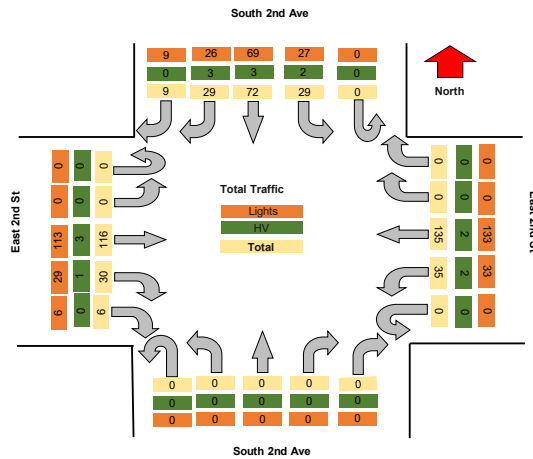 South 2nd Ave
9 26 69 27 0
0 3 3 2 0
9 29 72 29 0
North
East 2nd St
0 0 0
0 0 0
113 3 116
29 1 30
6 0 6
Total Traffic
Lights
HV
Total
0 0 0
0 0 0
135 2 133
35 2 33
0 0 0
East 2nd
0 0 0 0 0
0 0 0 0 0
0 0 0 0 0
South 2nd Ave